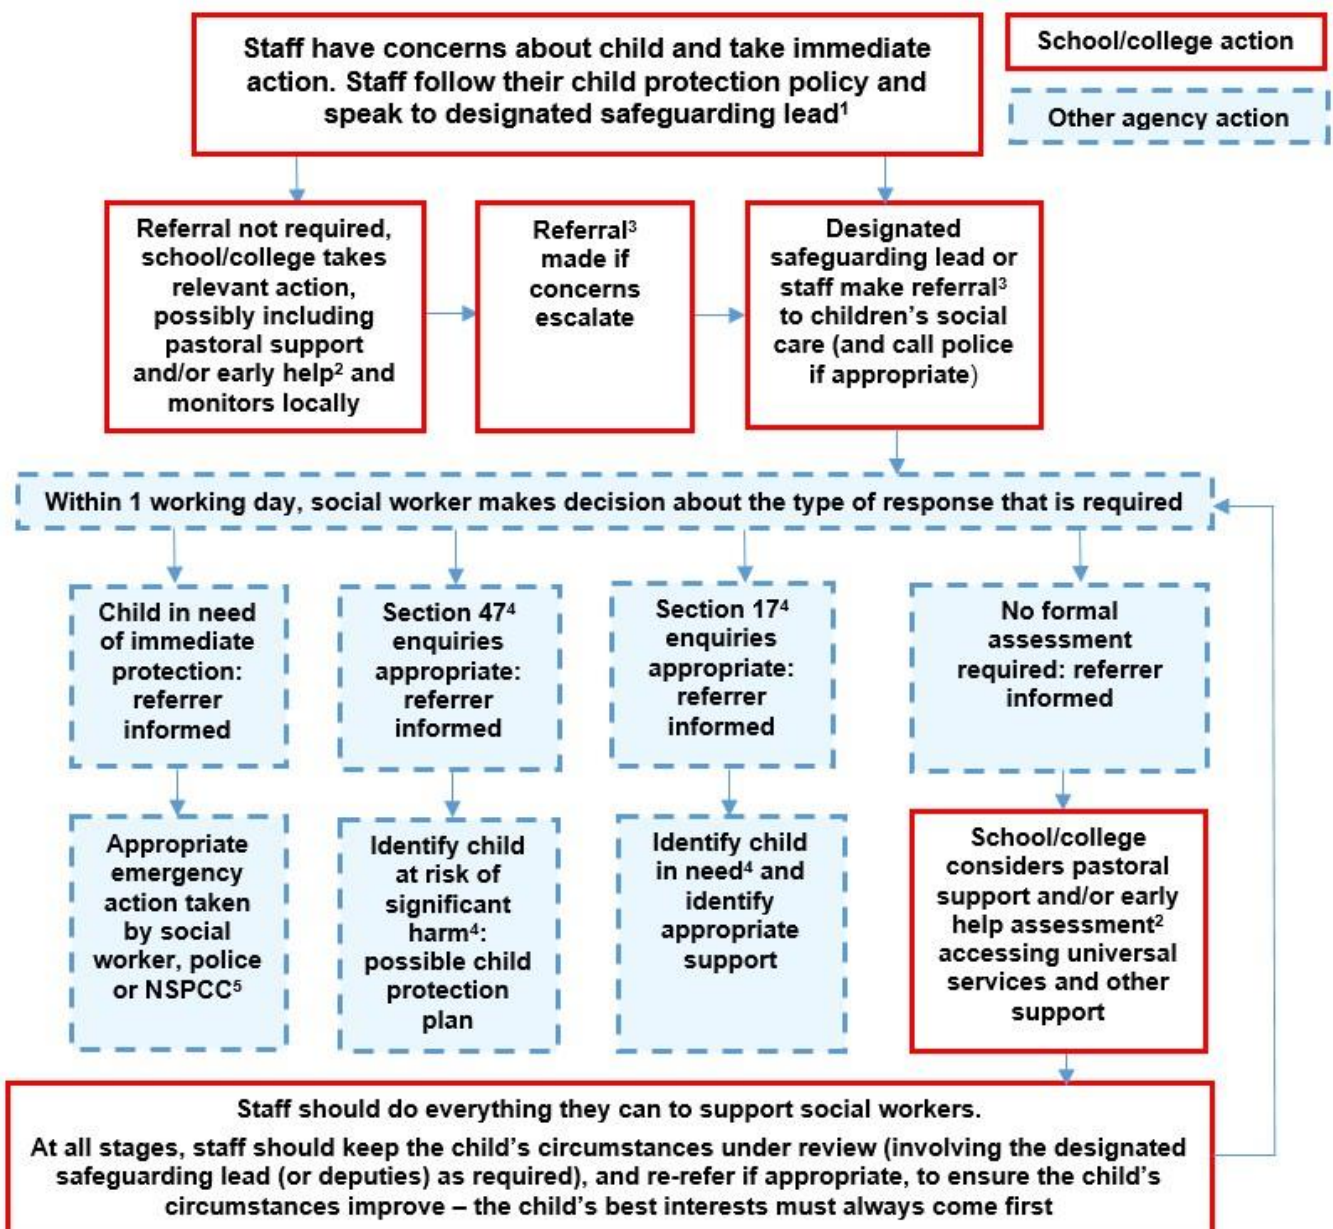 Staff have concerns about child and take immediate
action. Staff follow their child protection policy and
speak to designated safeguarding lead¹
School/college action
Other agency action
Referral not required,
school/college takes
relevant action,
possibly including
pastoral support
and/or early help² and
monitors locally
Referral³
made if
concerns
escalate
Designated
safeguarding lead or
staff make referral³
to children’s social
care (and call police
if appropriate)
Within 1 working day, social worker makes decision about the type of response that is required
Child in need
of immediate
protection:
referrer
informed
Section 47⁴
enquiries
appropriate:
referrer
informed
Section 17⁴
enquiries
appropriate:
referrer
informed
No formal
assessment
required: referrer
informed
Appropriate
emergency
action taken
by social
worker, police
or NSPCC⁵
Identify child
at risk of
significant
harm⁴:
possible child
protection
plan
Identify child
in need⁴ and
identify
appropriate
support
School/college
considers pastoral
support and/or early
help assessment²
accessing universal
services and other
support
Staff should do everything they can to support social workers.
At all stages, staff should keep the child’s circumstances under review (involving the designated
safeguarding lead (or deputies) as required), and re-refer if appropriate, to ensure the child’s
circumstances improve – the child’s best interests must always come first